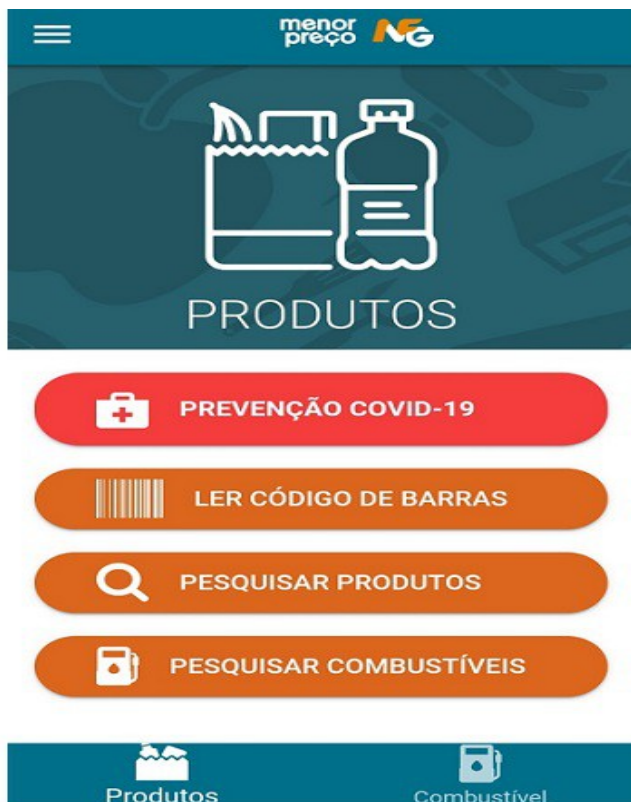 menor
preço NFG
PRODUTOS
PREVENÇÃO COVID-19
LER CÓDIGO DE BARRAS
PESQUISAR PRODUTOS
PESQUISAR COMBUSTÍVEIS
Produtos Combustível